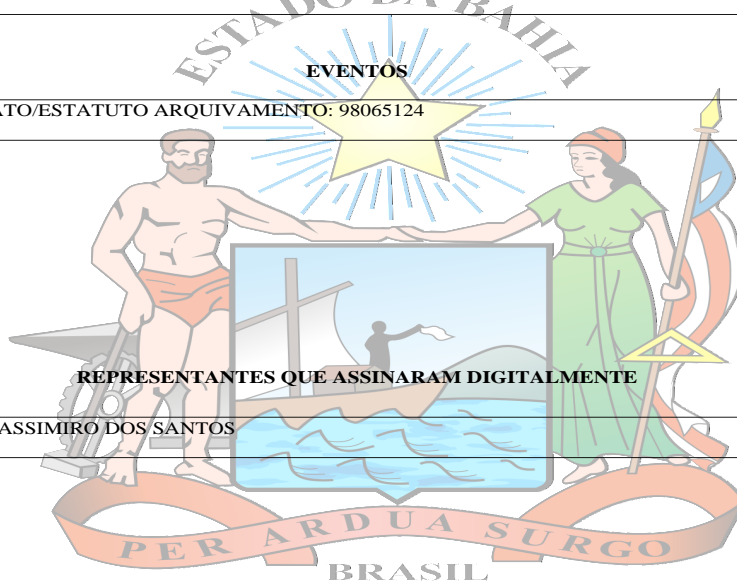 ESTADO DA BAHIA
EVENTOS
ATO/ESTATUTO ARQUIVAMENTO: 98065124
REPRESENTANTES QUE ASSINARAM DIGITALMENTE
ASSIMIRO DOS SANTOS
PER ARDUA SURGO
BRASIL